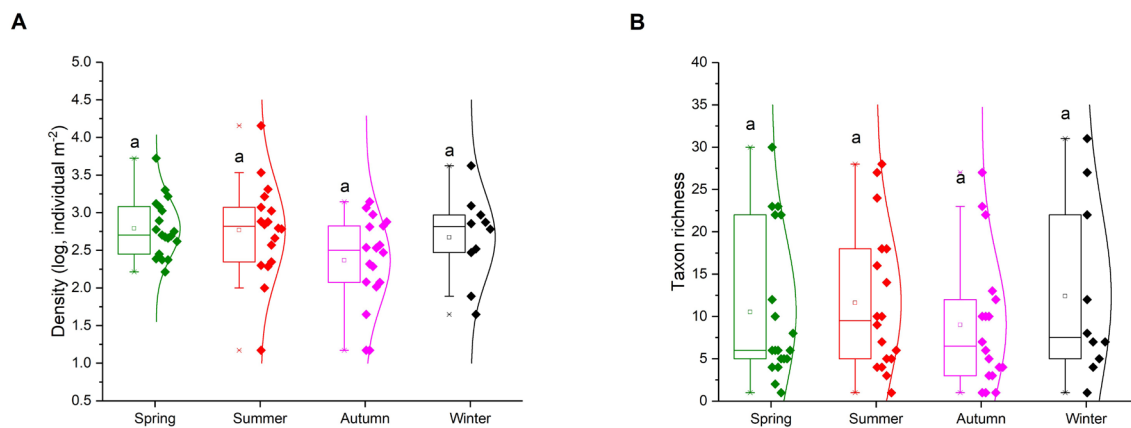 A
Density (log, individual m⁻²)
5.0
4.5
4.0
3.5
3.0
2.5
2.0
1.5
1.0
0.5
a
a
a
a
Spring
Summer
Autumn
Winter
B
Taxon richness
40
35
30
25
20
15
10
5
0
a
a
a
a
Spring
Summer
Autumn
Winter